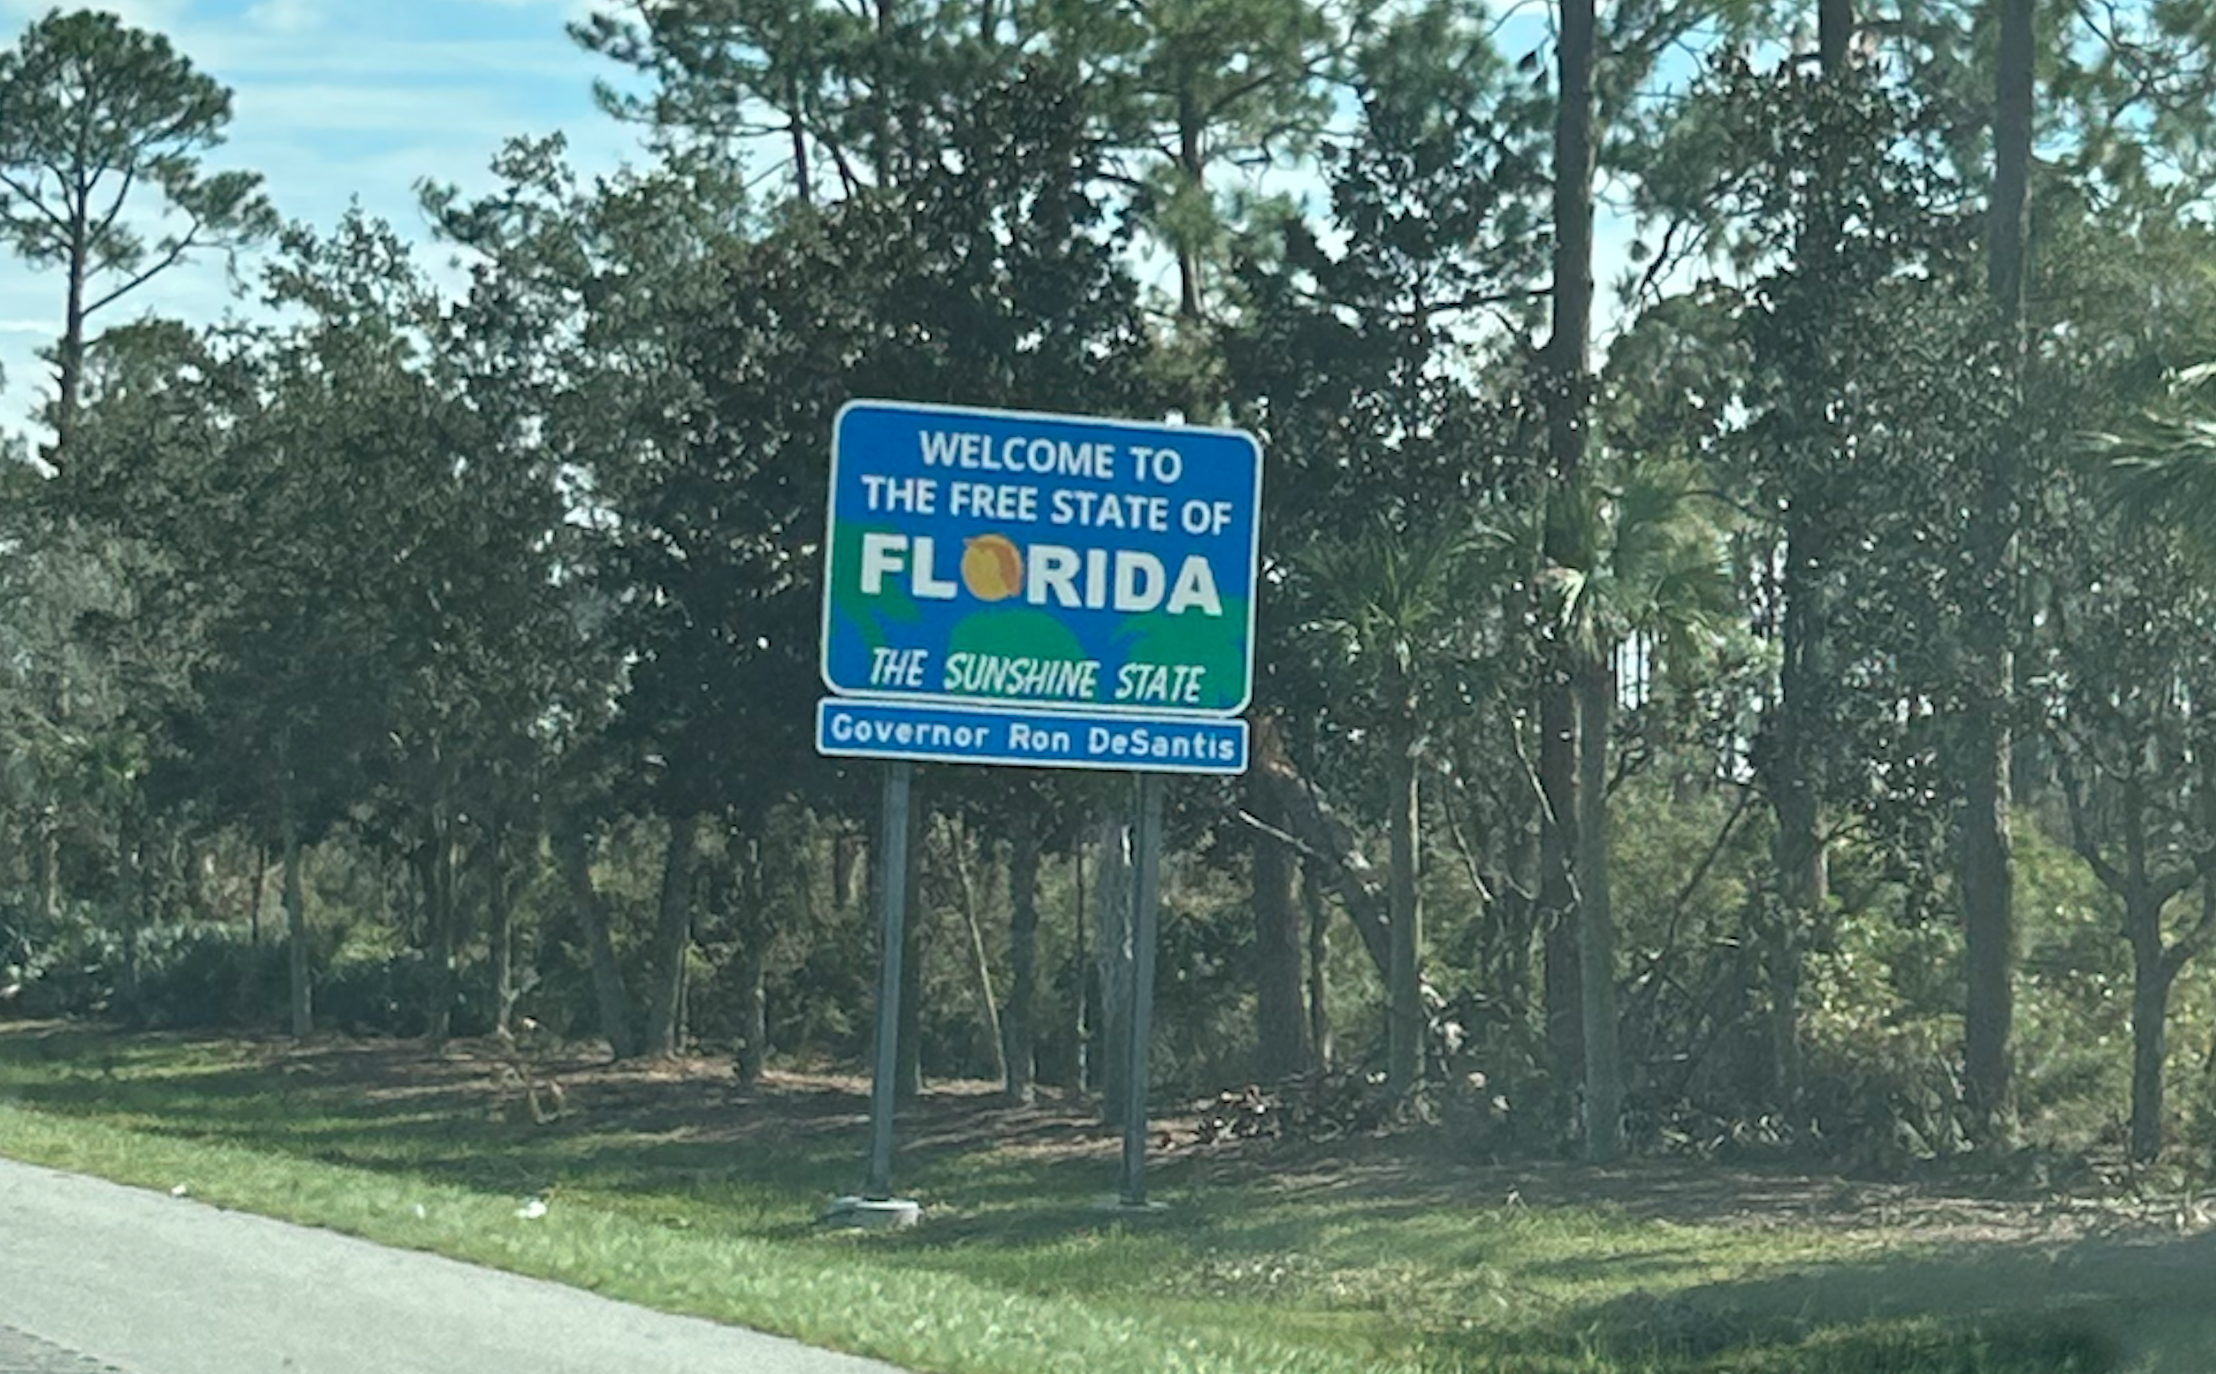 WELCOME TO
THE FREE STATE OF
FLORIDA
THE SUNSHINE STATE
Governor Ron DeSantis